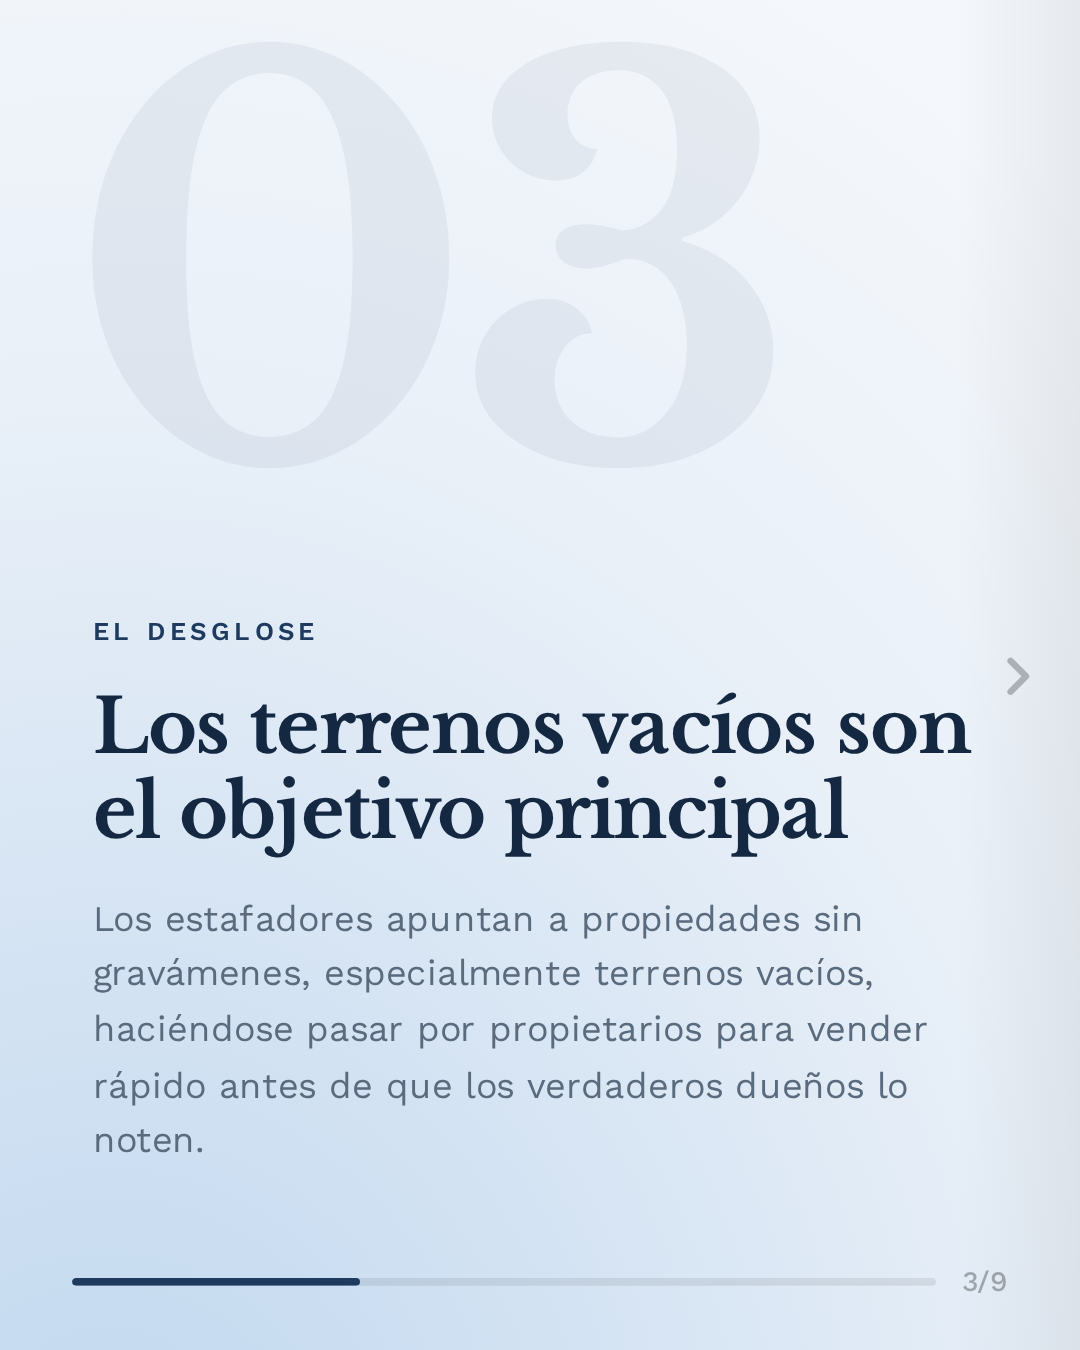 03
EL DESGLOSE
Los terrenos vacíos son
el objetivo principal
Los estafadores apuntan a propiedades sin
gravámenes, especialmente terrenos vacíos,
haciéndose pasar por propietarios para vender
rápido antes de que los verdaderos dueños lo
noten.
3/9